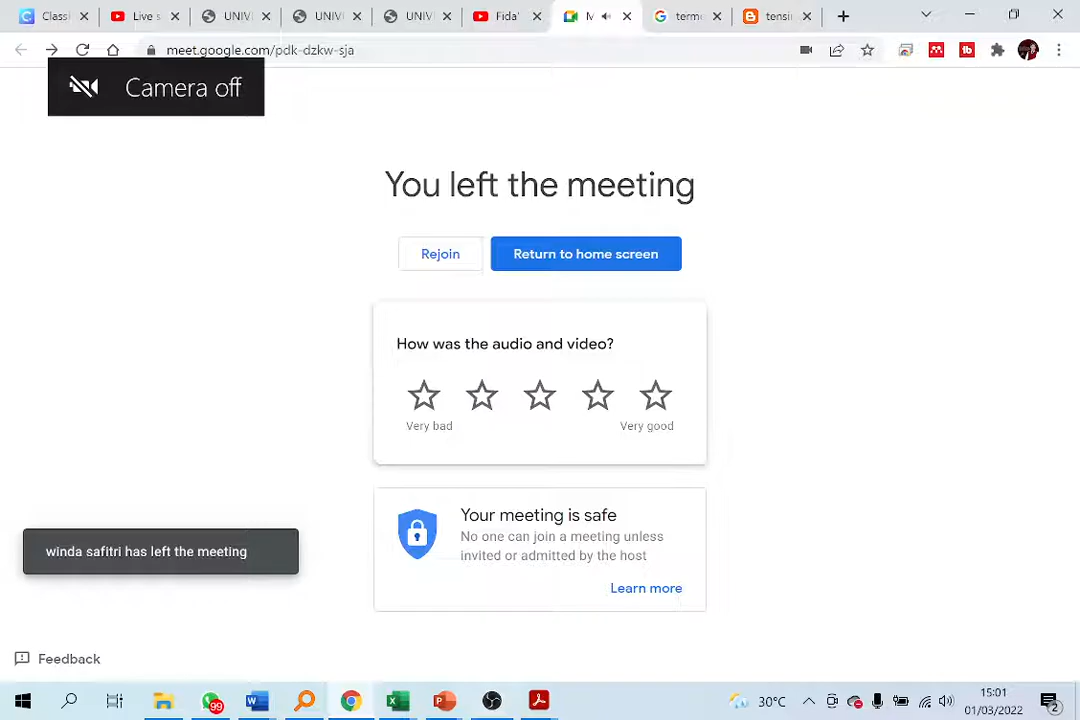 Class
Live s
UNIV
UNIV
UNIV
Fida'
M
term
tensi
meet.google.com/pdk-dzkw-sja
Camera off
You left the meeting
Rejoin
Return to home screen
How was the audio and video?
Very bad
Very good
Your meeting is safe
No one can join a meeting unless
invited or admitted by the host
Learn more
winda safitri has left the meeting
Feedback
99
30°C
15:01
01/03/2022
2